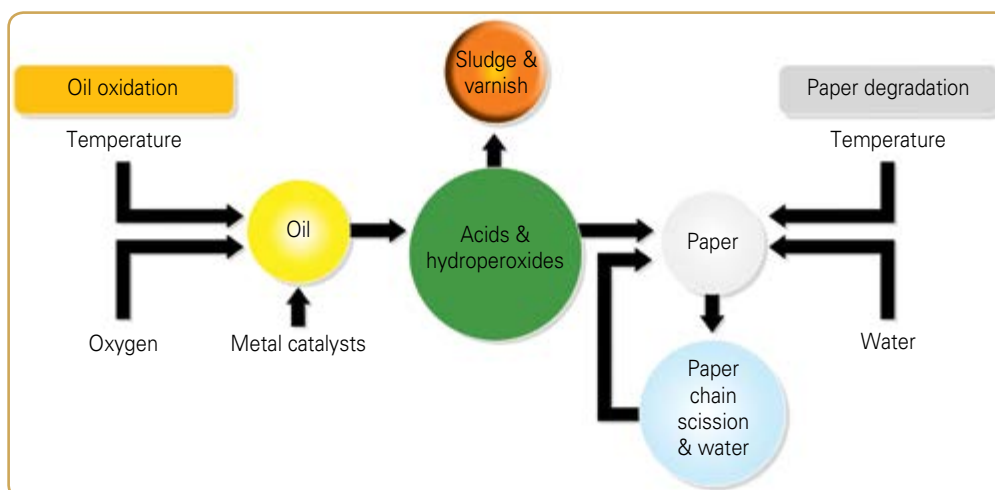 Oil oxidation
Temperature
Oxygen
Metal catalysts
Oil
Sludge &
varnish
Acids &
hydroperoxides
Paper degradation
Temperature
Paper
Water
Paper
chain
scission
& water